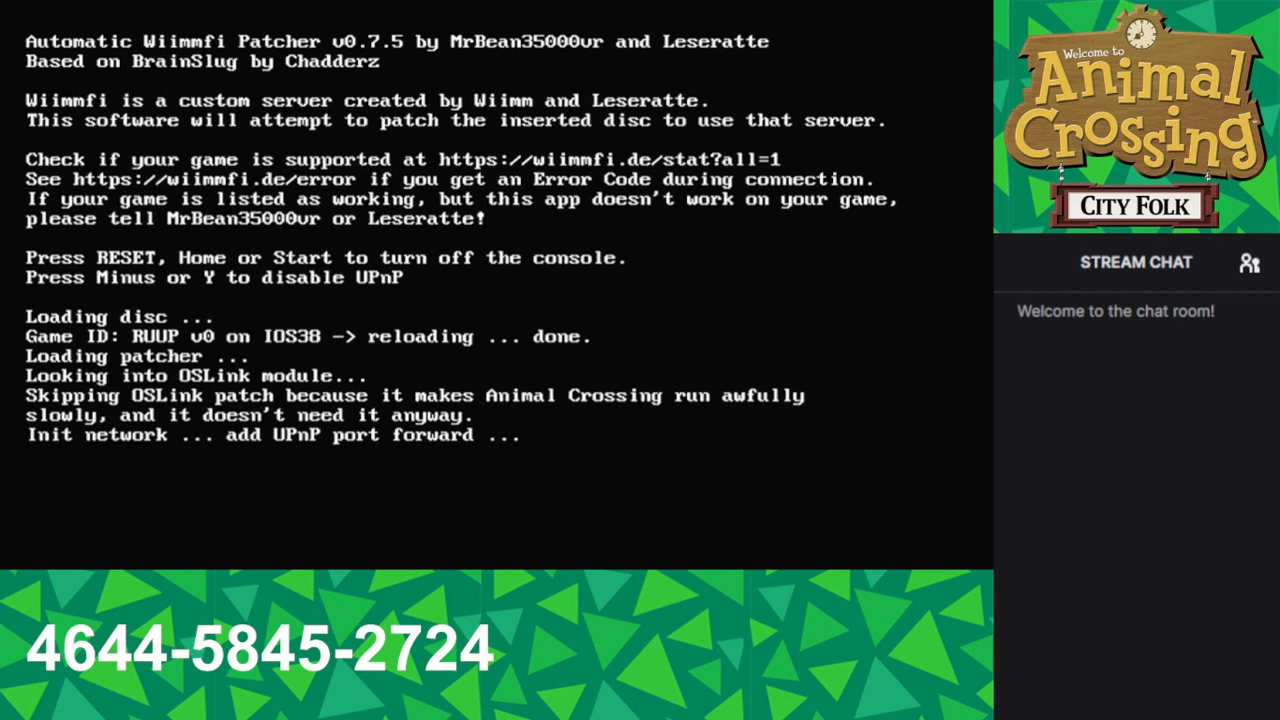 Automatic Wiimmfi Patcher v0.7.5 by MrBean35000vr and Leseratte
Based on BrainSlug by Chadderz
Wiimmfi is a custom server created by Wiimm and Leseratte.
This software will attempt to patch the inserted disc to use that server.
Check if your game is supported at https://wiimmfi.de/stat?all=1
See https://wiimmfi.de/error if you get an Error Code during connection.
If your game is listed as working, but this app doesn't work on your game,
please tell MrBean35000vr or Leseratte!
Press RESET, Home or Start to turn off the console.
Press Minus or Y to disable UPnP
Loading disc ...
Game ID: RUUP v0 on IOS38 -> reloading ... done.
Loading patcher ...
Looking into OSLink module...
Skipping OSLink patch because it makes Animal Crossing run awfully
slowly, and it doesn't need it anyway.
Init network ... add UPnP port forward ...
4644-5845-2724
Welcome to
Animal
Crossing
CITY FOLK
STREAM CHAT
Welcome to the chat room!